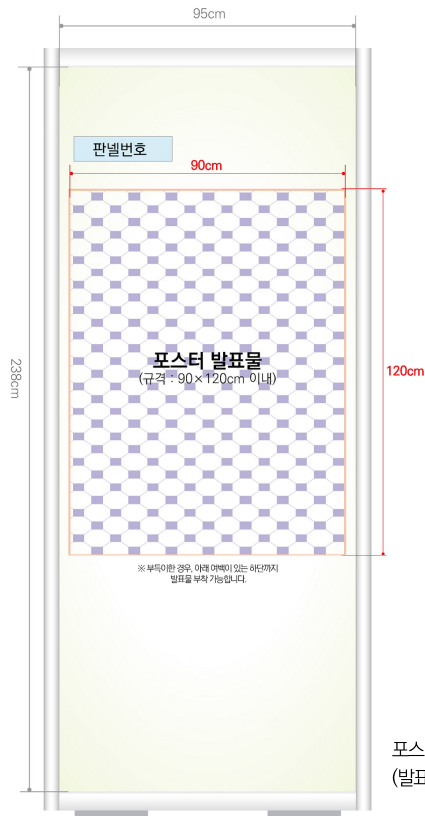 95cm
판넬번호
90cm
238cm
포스터 발표물
(규격 : 90×120cm 이내)
120cm
※ 부득이한 경우, 아래 여백이 있는 하단까지
발표물 부착 가능합니다.
포스
(발표